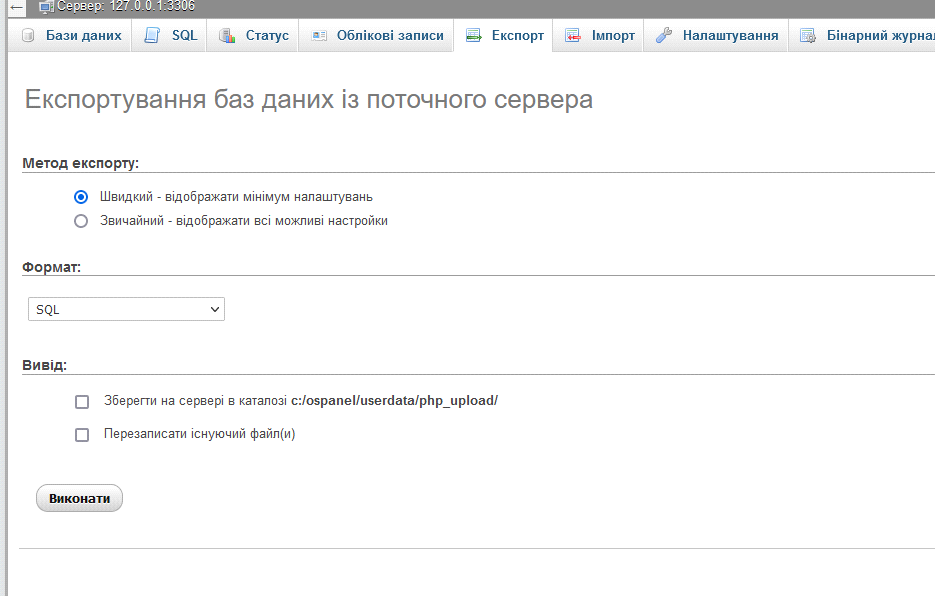 ← Сервер: 127.0.0.1:3306
Бази даних SQL Статус Облікові записи Експорт Імпорт Налаштування Бінарний
Експортування баз даних із поточного сервера
Метод експорту:
Швидкий - відображати мінімум налаштувань
Звичайний - відображати всі можливі настройки
Формат:
SQL
Вивід:
Зберегти на сервері в каталозі c:/ospanel/userdata/php_upload/
Перезаписати існуючий файл(и)
Виконати